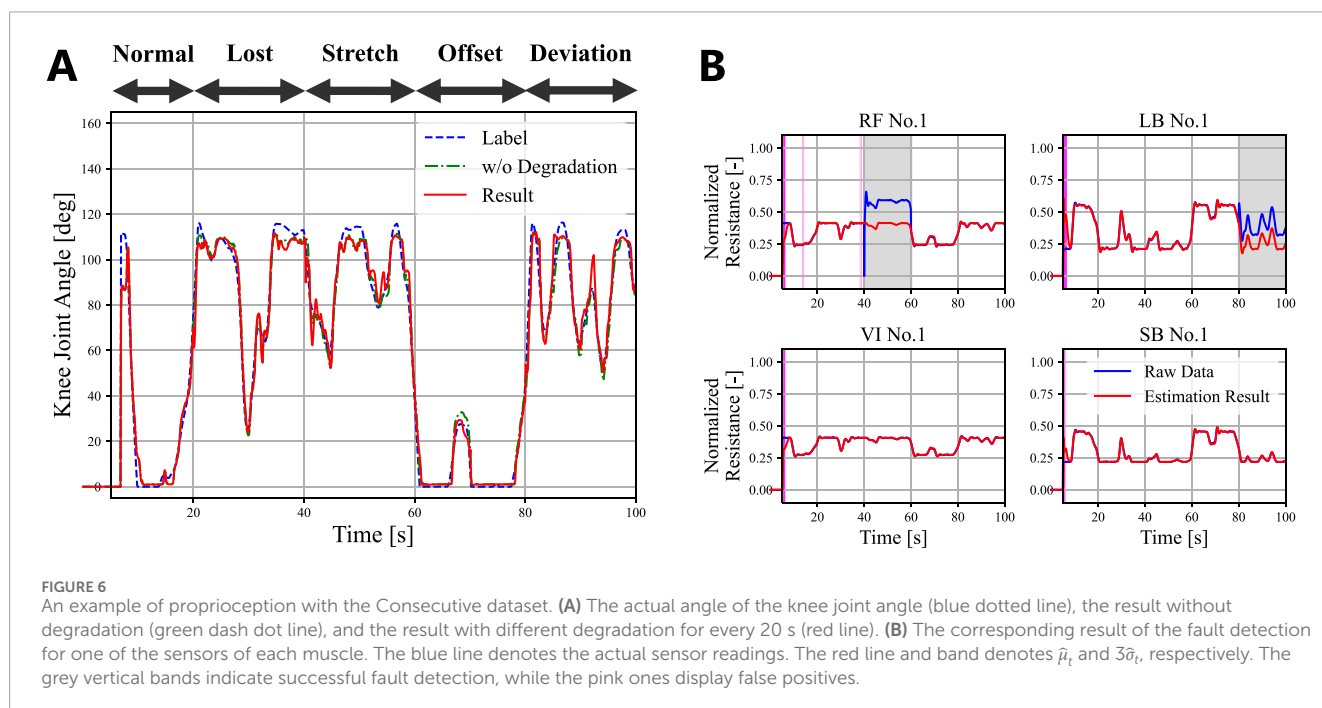 A
Normal Lost Stretch Offset Deviation
160
140
120
100
80
60
40
20
0
Knee Joint Angle [deg]
Label
w/o Degradation
Result
20 40 60 80 100
Time [s]
B
RF No.1
1.00
0.75
0.50
0.25
0.00
Normalized
Resistance [-]
20 40 60 80 100
LB No.1
1.00
0.75
0.50
0.25
0.00
20 40 60 80 100
VI No.1
1.00
0.75
0.50
0.25
0.00
Normalized
Resistance [-]
20 40 60 80 100
Time [s]
SB No.1
1.00
0.75
0.50
0.25
0.00
Raw Data
Estimation Result
20 40 60 80 100
Time [s]
FIGURE 6
An example of proprioception with the Consecutive dataset. (A) The actual angle of the knee joint angle (blue dotted line), the result without
degradation (green dash dot line), and the result with different degradation for every 20 s (red line). (B) The corresponding result of the fault detection
for one of the sensors of each muscle. The blue line denotes the actual sensor readings. The red line and band denotes μ̂ₜ and 3σ̂ₜ, respectively. The
grey vertical bands indicate successful fault detection, while the pink ones display false positives.